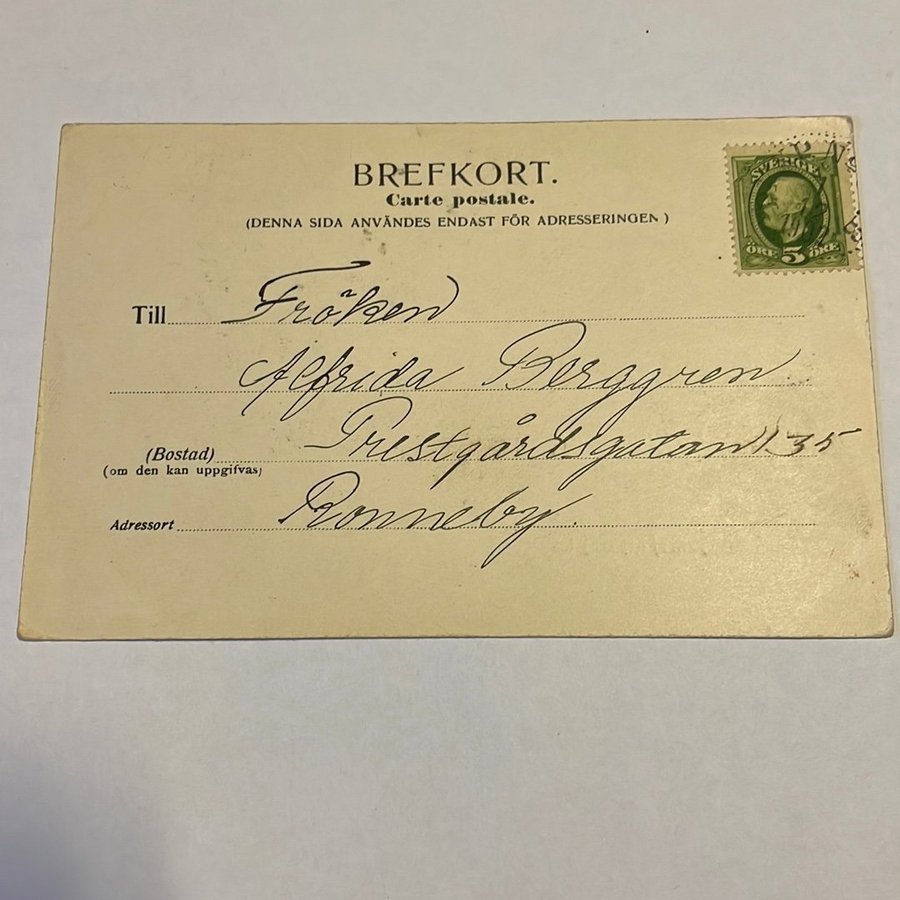 BREFKORT.
Carte postale.
(DENNA SIDA ANVÄNDES ENDAST FÖR ADRESSERINGEN)
SVERIGE
ÖRE 5 ÖRE
Till Fröken
Alfrida Berggren
(Bostad) Prestgårdsgatan 35
(om den kan uppgifvas)
Adressort Ronneby.